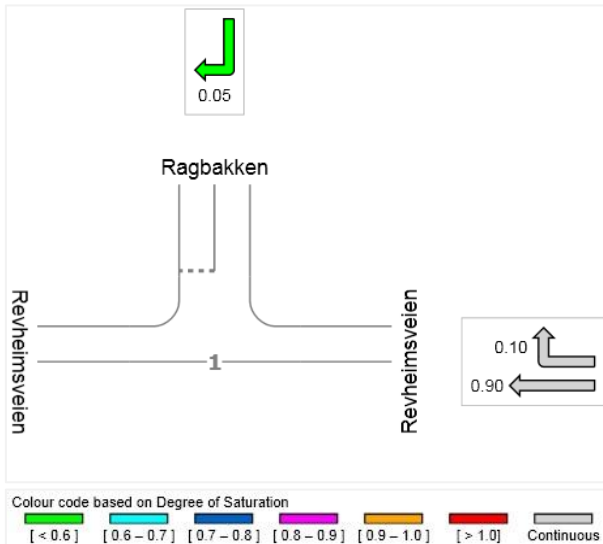 0.05
Ragbakken
Revheimsveien
1
Revheimsveien
0.10
0.90
Colour code based on Degree of Saturation
[ < 0.6 ] [ 0.6 – 0.7 ] [ 0.7 – 0.8 ] [ 0.8 – 0.9 ] [ 0.9 – 1.0 ] [ > 1.0 ] Continuous